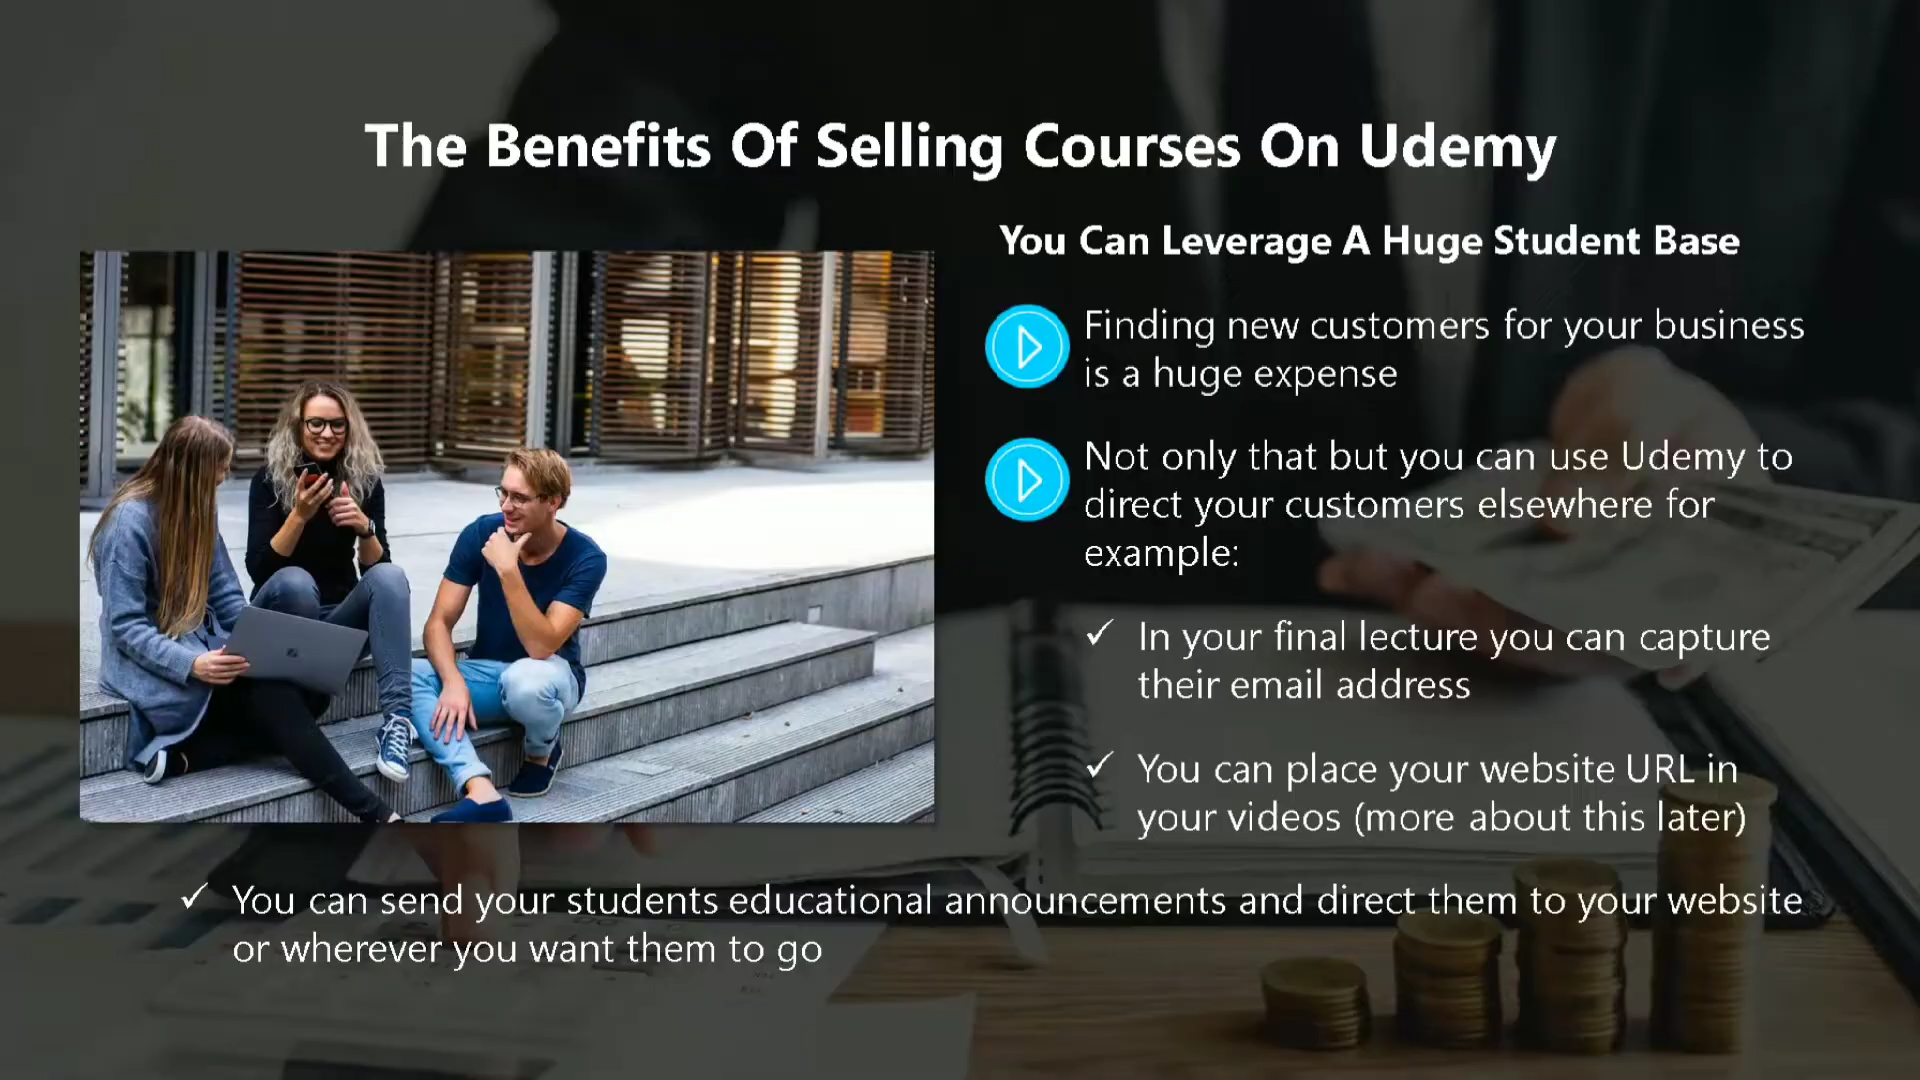 The Benefits Of Selling Courses On Udemy
You Can Leverage A Huge Student Base
Finding new customers for your business
is a huge expense
Not only that but you can use Udemy to
direct your customers elsewhere for
example:
✓ In your final lecture you can capture
their email address
✓ You can place your website URL in
your videos (more about this later)
✓ You can send your students educational announcements and direct them to your website
or wherever you want them to go